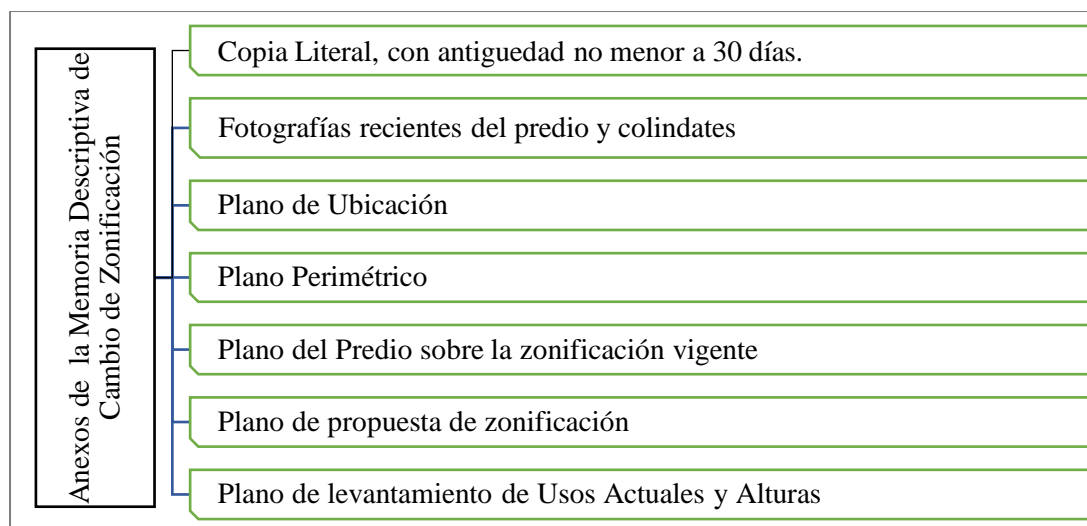 Anexos de la Memoria Descriptiva de
Cambio de Zonificación
Copia Literal, con antiguedad no menor a 30 días.
Fotografías recientes del predio y colindates
Plano de Ubicación
Plano Perimétrico
Plano del Predio sobre la zonificación vigente
Plano de propuesta de zonificación
Plano de levantamiento de Usos Actuales y Alturas